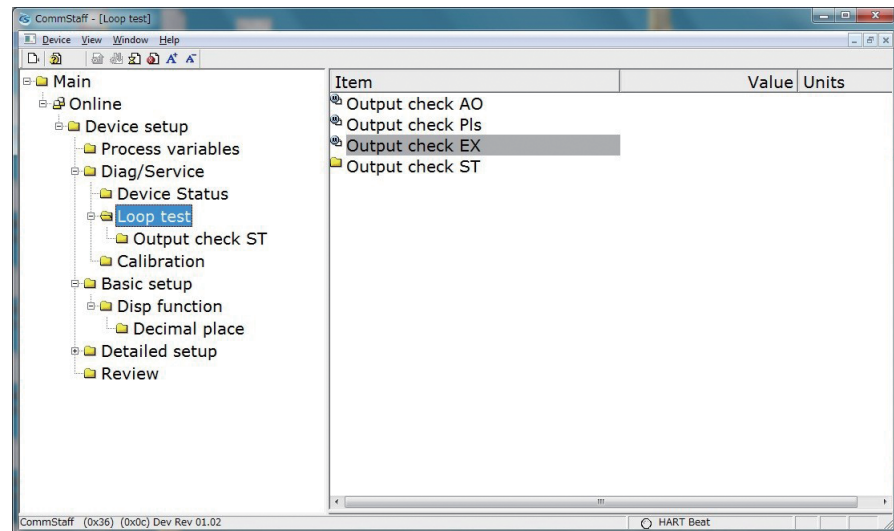 CommStaff - [Loop test]
Device View Window Help
Main
Online
Device setup
Process variables
Diag/Service
Device Status
Loop test
Output check ST
Calibration
Basic setup
Disp function
Decimal place
Detailed setup
Review
Item Value Units
Output check AO
Output check Pls
Output check EX
Output check ST
CommStaff (0x36) (0x0c) Dev Rev 01.02
HART Beat